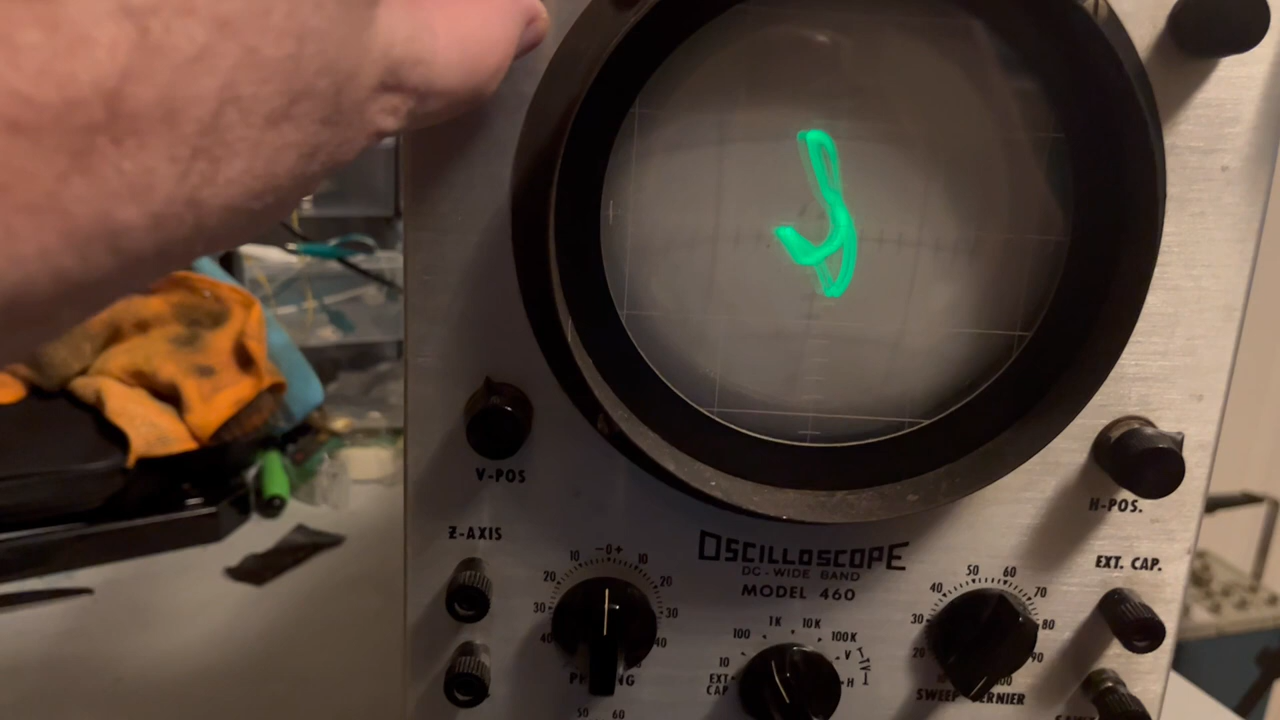 V-POS
H-POS.
Z-AXIS
OSCILLOSCOPE
DC-WIDE BAND
MODEL 460
EXT. CAP.
10 -0+ 10
20 20
30 30
40 40
50 60
1K 10K
100 100K
10 V TV
EXT CAP H
50 60
40 70
30 80
20 90
100
SWEEP